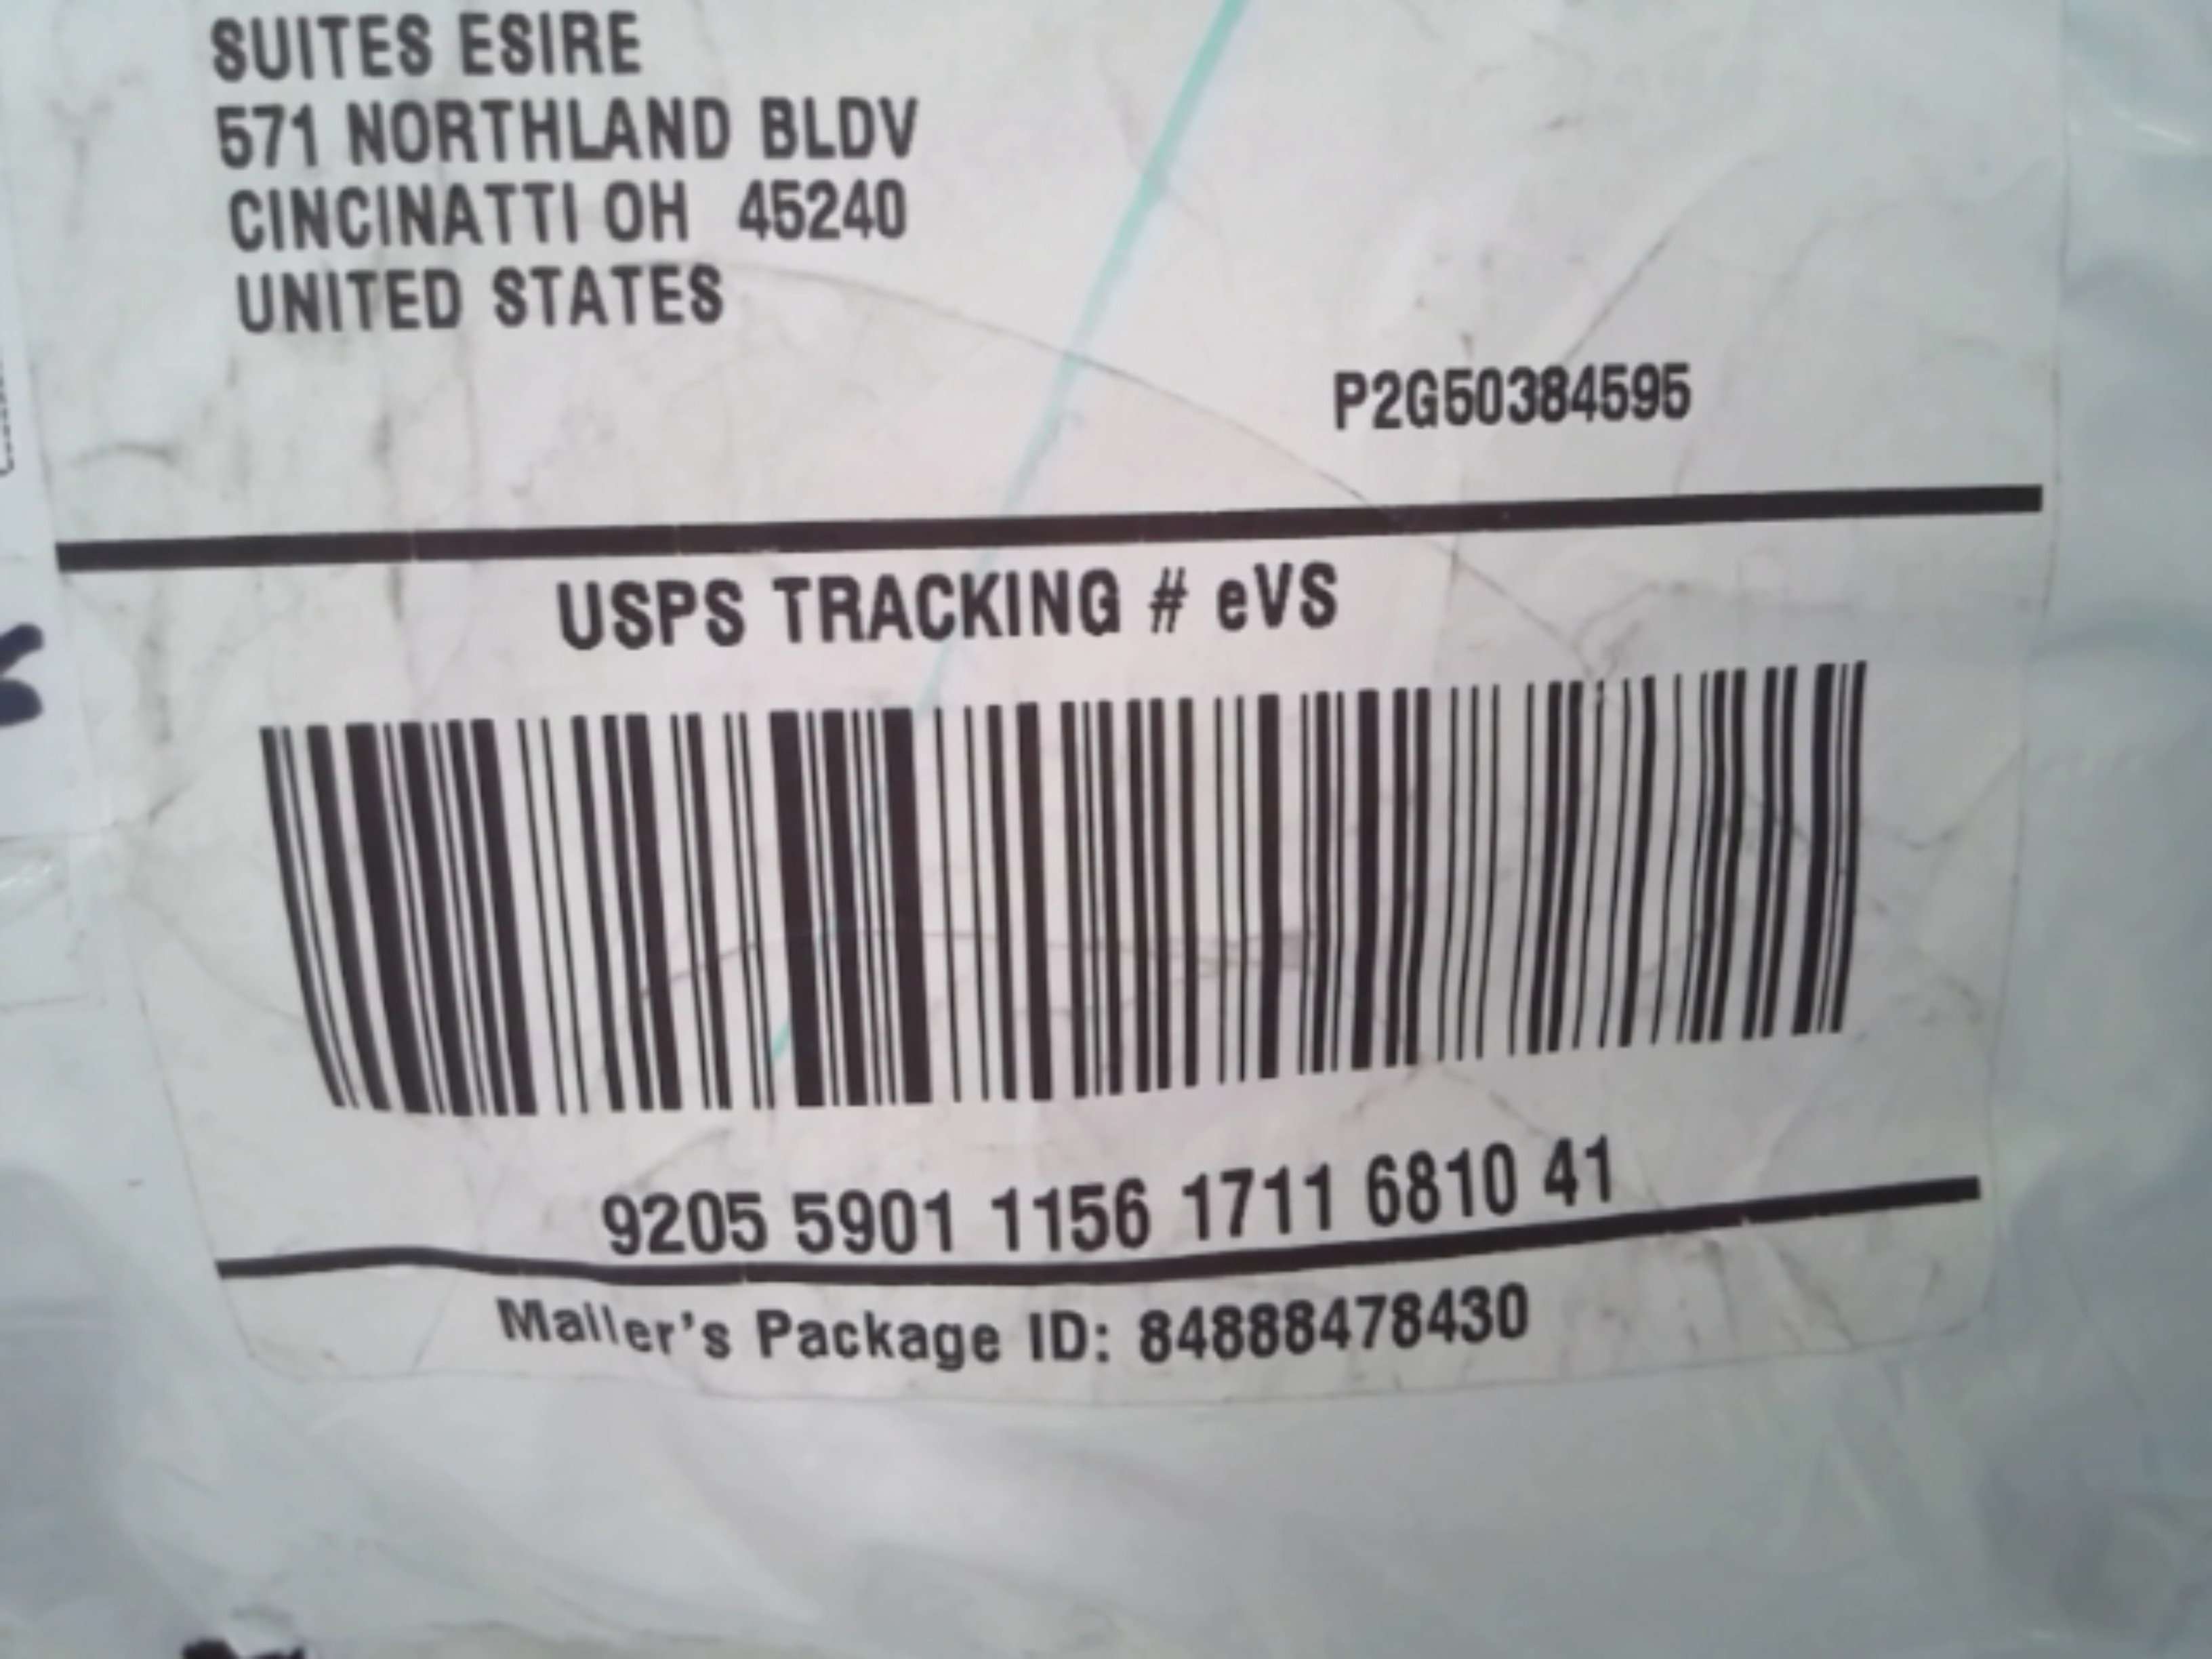 SUITES ESIRE
571 NORTHLAND BLDV
CINCINATTI OH 45240
UNITED STATES
P2G50384595
USPS TRACKING # eVS
9205 5901 1156 1711 6810 41
Mailer's Package ID: 84888478430